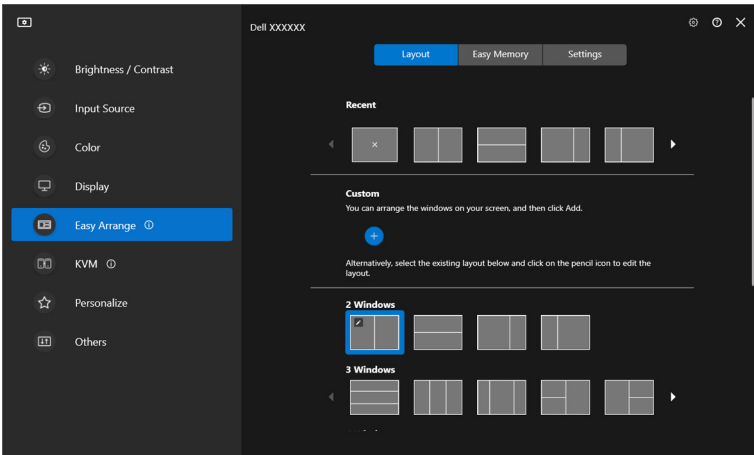 Dell XXXXXX
Brightness / Contrast
Input Source
Color
Display
Easy Arrange
KVM
Personalize
Others
Layout
Easy Memory
Settings
Recent
Custom
You can arrange the windows on your screen, and then click Add.
Alternatively, select the existing layout below and click on the pencil icon to edit the
layout.
2 Windows
3 Windows